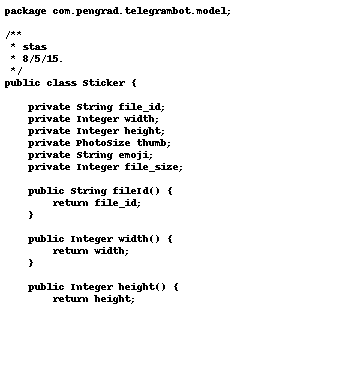 package com.pengrad.telegrambot.model;

/**
 * stas
 * 8/5/15.
 */
public class Sticker {

    private String file_id;
    private Integer width;
    private Integer height;
    private PhotoSize thumb;
    private String emoji;
    private Integer file_size;

    public String fileId() {
        return file_id;
    }

    public Integer width() {
        return width;
    }

    public Integer height() {
        return height;